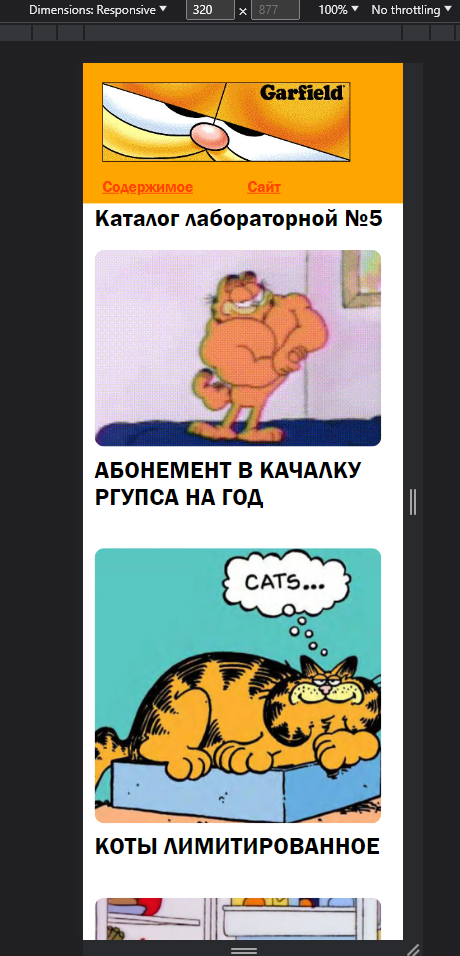 Dimensions: Responsive 320 × 877 100% No throttling
Garfield
Содержимое Сайт
Каталог лабораторной №5
АБОНЕМЕНТ В КАЧАЛКУ
РГУПСА НА ГОД
CATS...
КОТЫ ЛИМИТИРОВАННОЕ